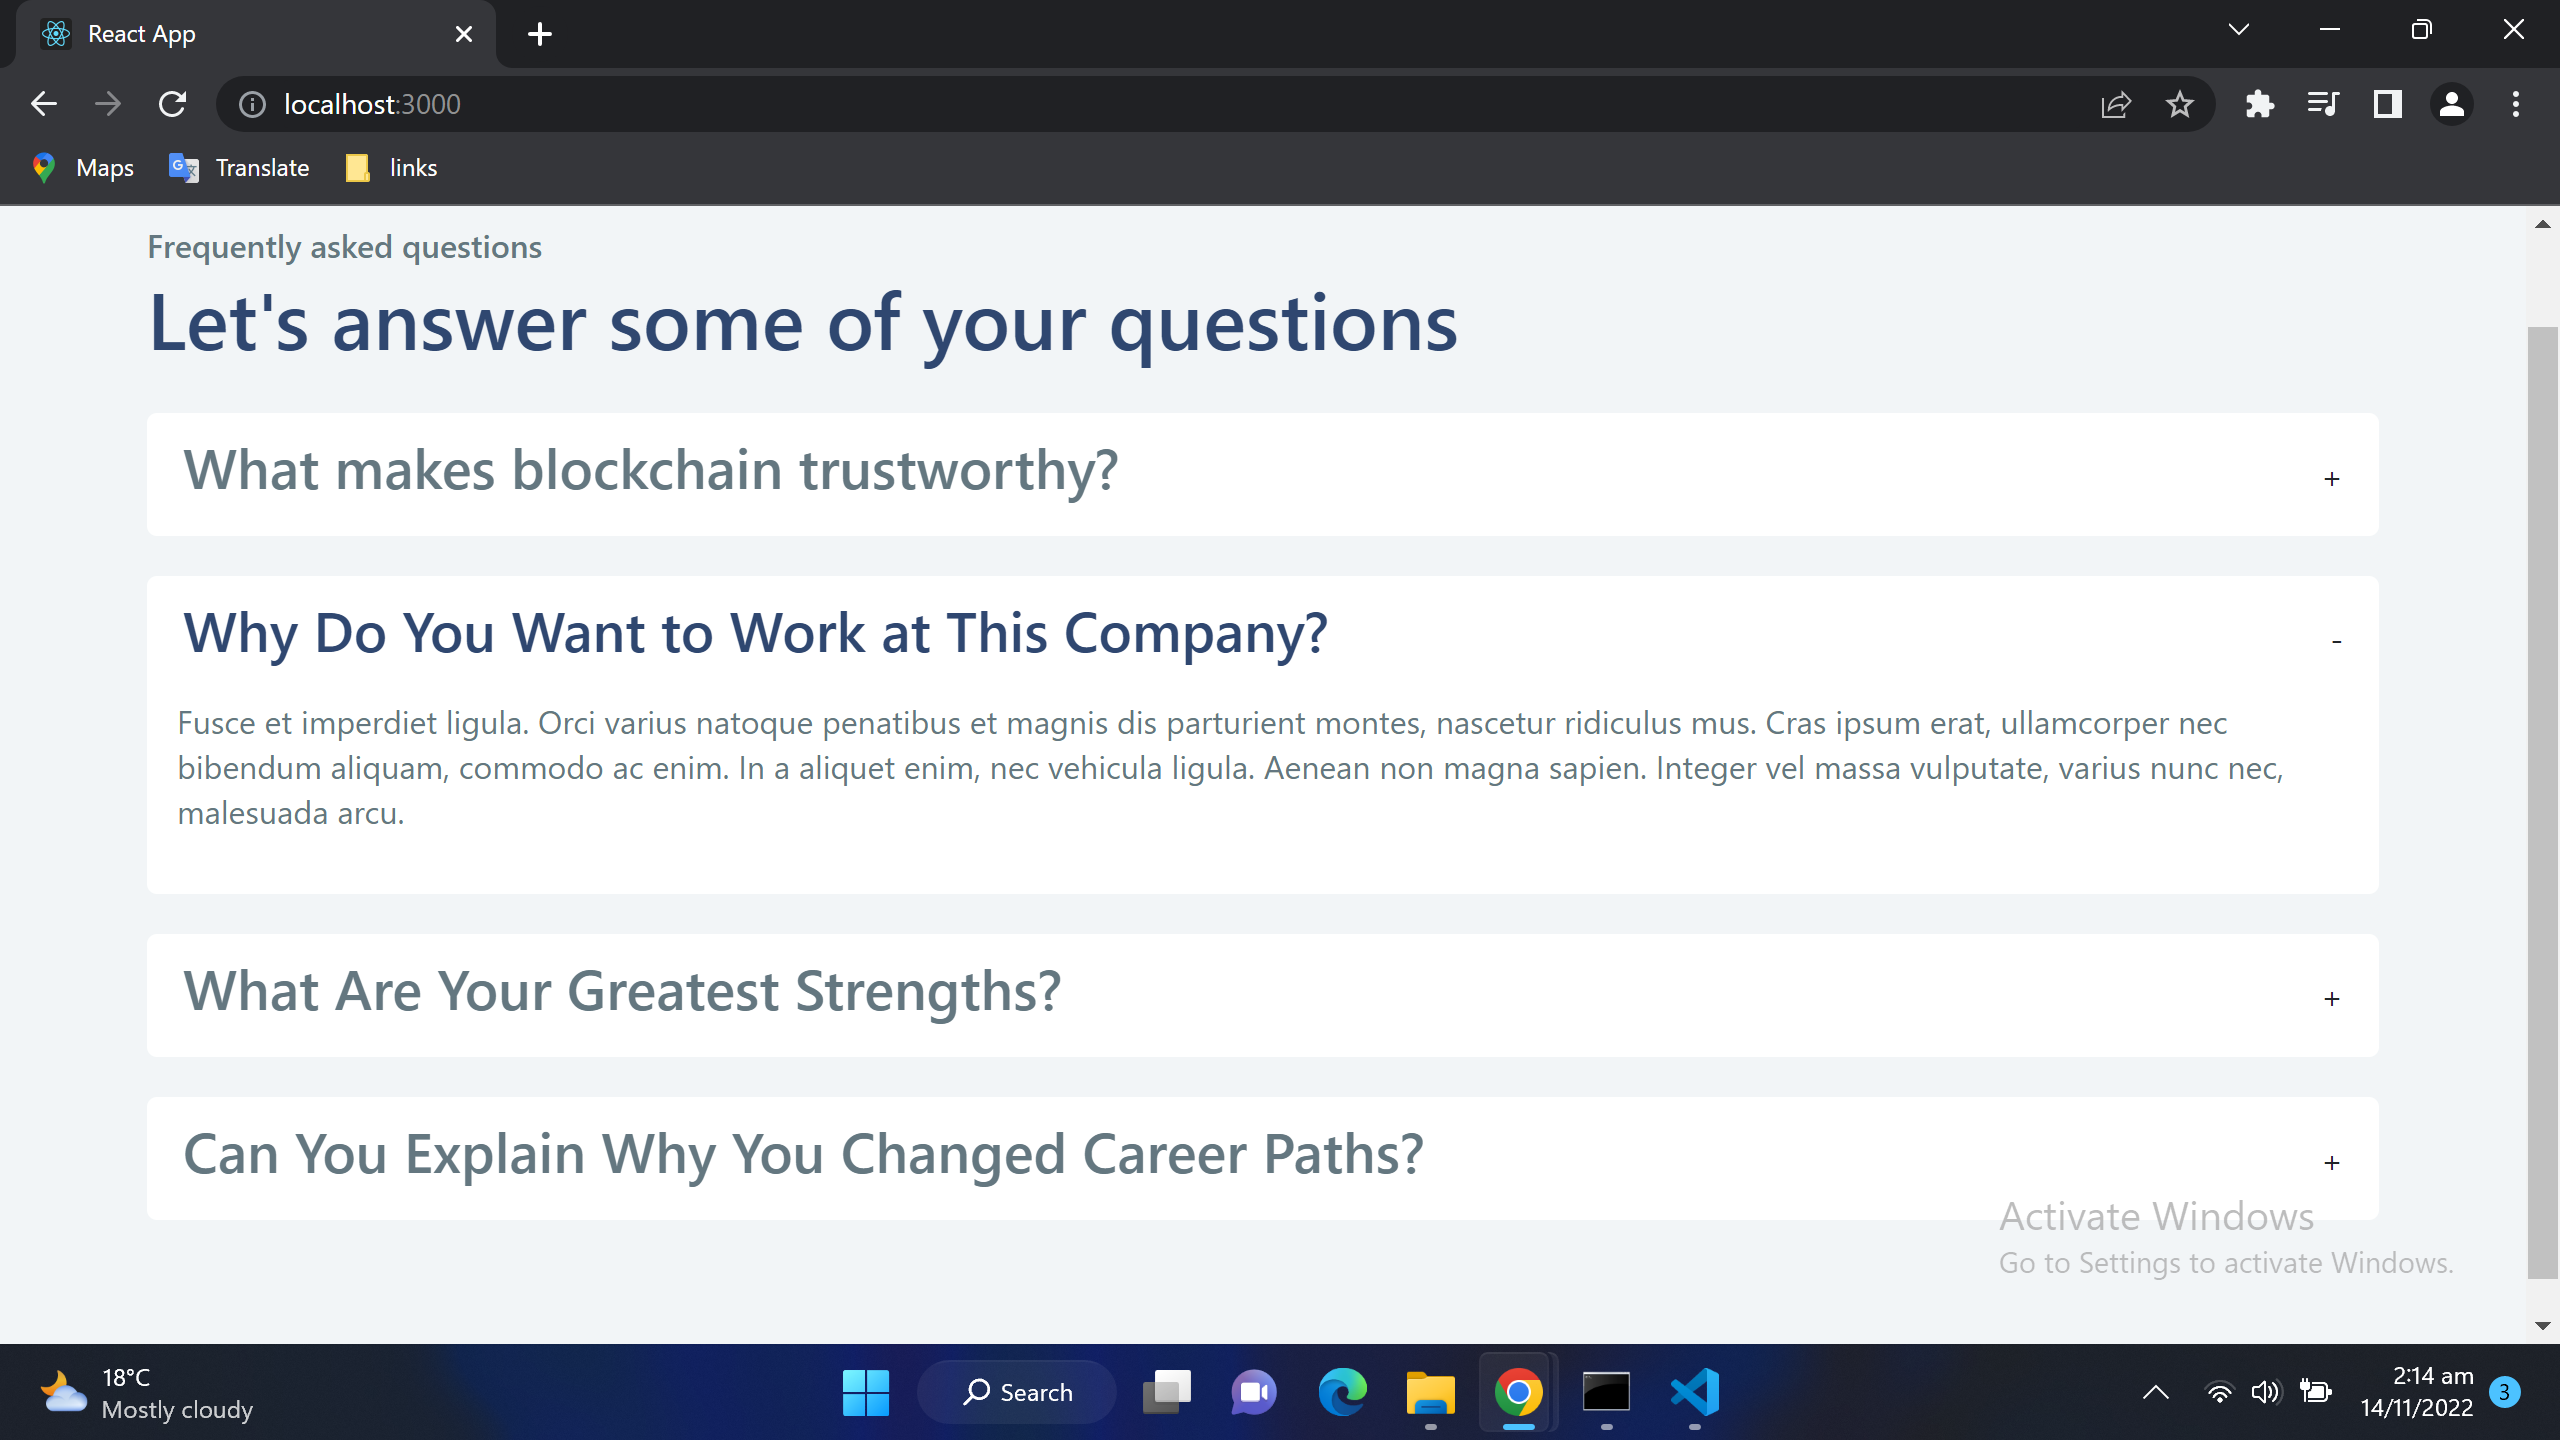 React App
localhost:3000
Maps
Translate
links
Frequently asked questions
Let's answer some of your questions
What makes blockchain trustworthy?
+
Why Do You Want to Work at This Company?
-
Fusce et imperdiet ligula. Orci varius natoque penatibus et magnis dis parturient montes, nascetur ridiculus mus. Cras ipsum erat, ullamcorper nec
bibendum aliquam, commodo ac enim. In a aliquet enim, nec vehicula ligula. Aenean non magna sapien. Integer vel massa vulputate, varius nunc nec,
malesuada arcu.
What Are Your Greatest Strengths?
+
Can You Explain Why You Changed Career Paths?
+
Activate Windows
Go to Settings to activate Windows.
18°C
Mostly cloudy
Search
2:14 am
14/11/2022
3